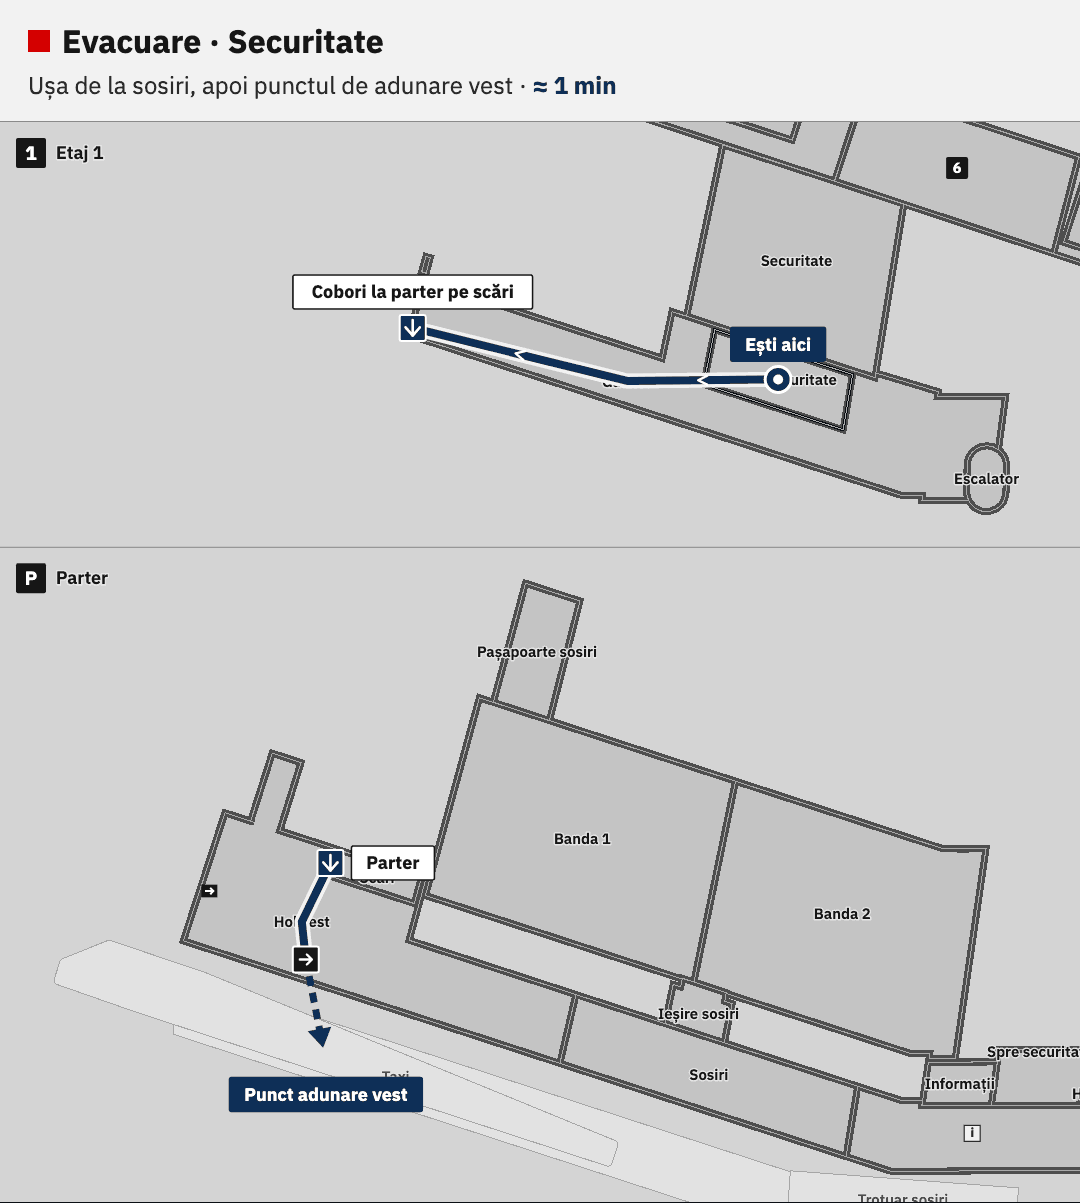 Evacuare · Securitate
Ușa de la sosiri, apoi punctul de adunare vest · ≈ 1 min
1 Etaj 1
6
Securitate
Cobori la parter pe scări
Ești aici
Escalator
P Parter
Pașapoarte sosiri
Banda 1
Parter
Banda 2
Ieșire sosiri
Sosiri
Informații
i
Punct adunare vest
Trotuar sosiri